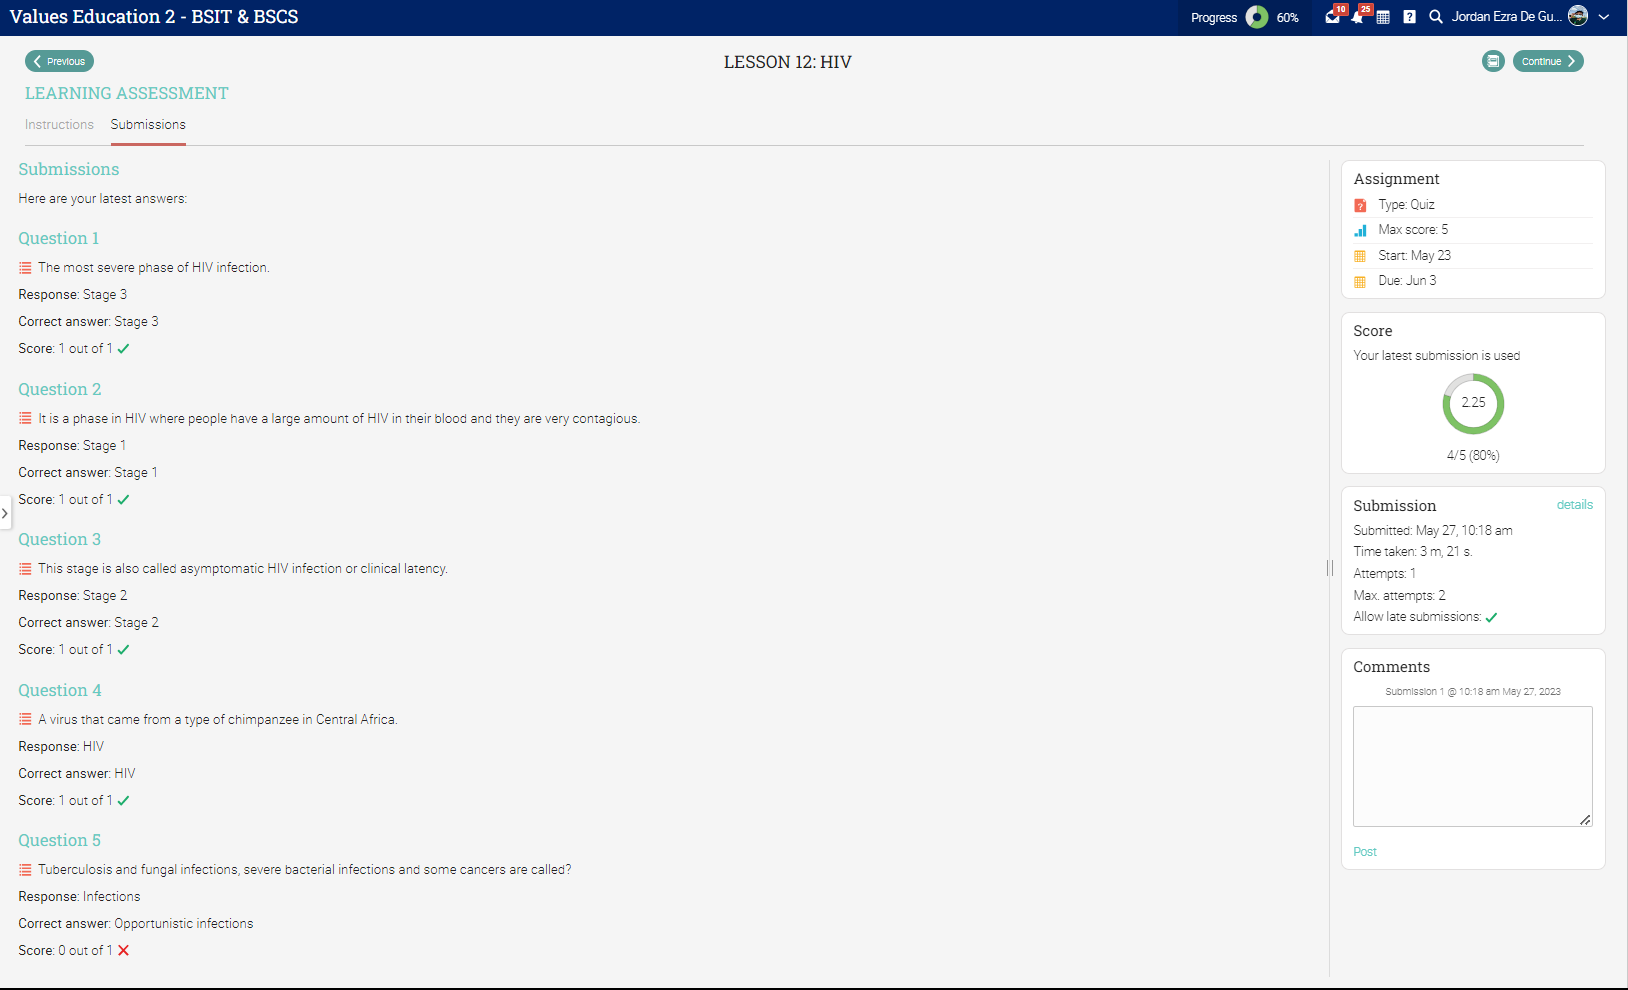 Values Education 2 - BSIT & BSCS
Progress 60% 10 25 ? Jordan Ezra De Gu...
Previous
LESSON 12: HIV
Continue
LEARNING ASSESSMENT
Instructions Submissions
Submissions
Here are your latest answers:
Question 1
The most severe phase of HIV infection.
Response: Stage 3
Correct answer: Stage 3
Score: 1 out of 1
Question 2
It is a phase in HIV where people have a large amount of HIV in their blood and they are very contagious.
Response: Stage 1
Correct answer: Stage 1
Score: 1 out of 1
Question 3
This stage is also called asymptomatic HIV infection or clinical latency.
Response: Stage 2
Correct answer: Stage 2
Score: 1 out of 1
Question 4
A virus that came from a type of chimpanzee in Central Africa.
Response: HIV
Correct answer: HIV
Score: 1 out of 1
Question 5
Tuberculosis and fungal infections, severe bacterial infections and some cancers are called?
Response: Infections
Correct answer: Opportunistic infections
Score: 0 out of 1
Assignment
Type: Quiz
Max score: 5
Start: May 23
Due: Jun 3
Score
Your latest submission is used
2.25
4/5 (80%)
Submission details
Submitted: May 27, 10:18 am
Time taken: 3 m, 21 s.
Attempts: 1
Max. attempts: 2
Allow late submissions:
Comments
Submission 1 @ 10:18 am May 27, 2023
Post